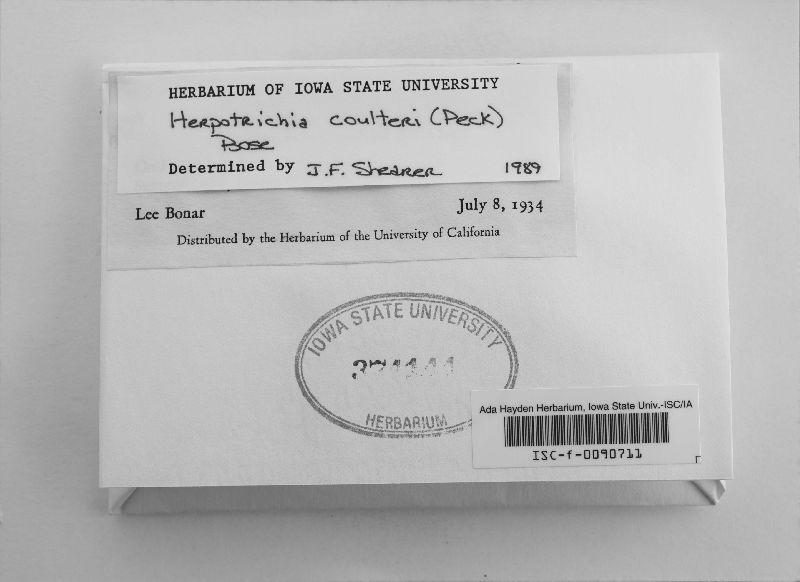 HERBARIUM OF IOWA STATE UNIVERSITY
Herpotrichia coulteri (Peck)
Bose
Determined by J.F. Shearer 1989
Lee Bonar July 8, 1934
Distributed by the Herbarium of the University of California
IOWA STATE UNIVERSITY
HERBARIUM
Ada Hayden Herbarium, Iowa State Univ.-ISC/IA
ISC-f-0090711